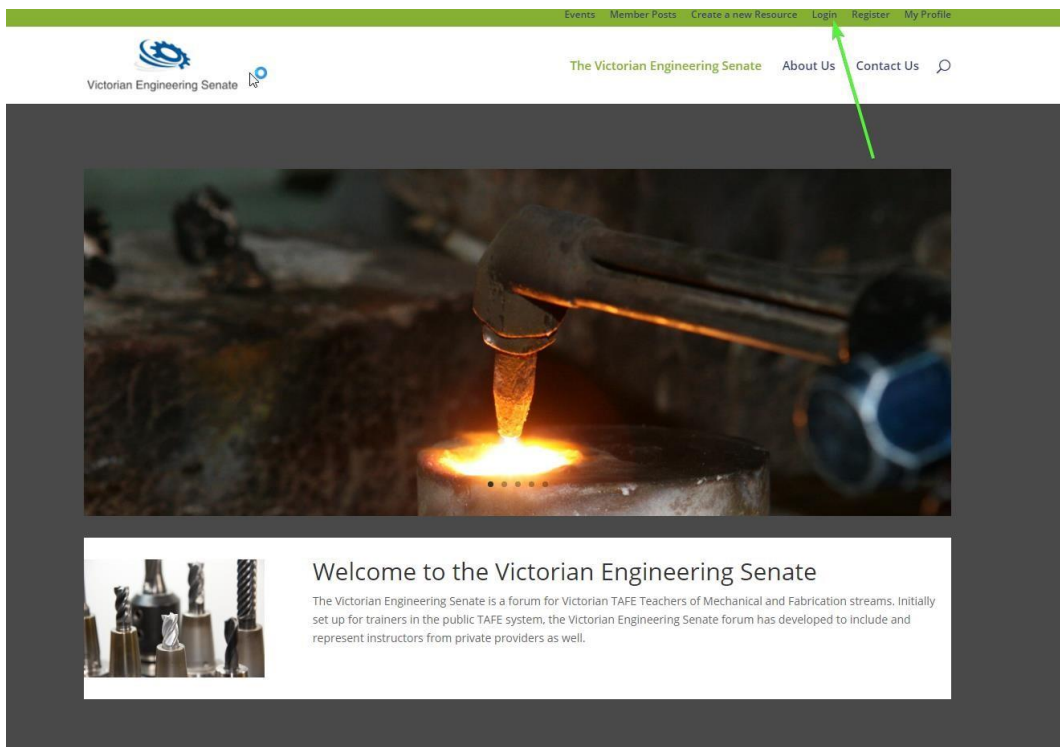 Events Member Posts Create a new Resource Login Register My Profile
Victorian Engineering Senate
The Victorian Engineering Senate About Us Contact Us
Welcome to the Victorian Engineering Senate
The Victorian Engineering Senate is a forum for Victorian TAFE Teachers of Mechanical and Fabrication streams. Initially
set up for trainers in the public TAFE system, the Victorian Engineering Senate forum has developed to include and
represent instructors from private providers as well.